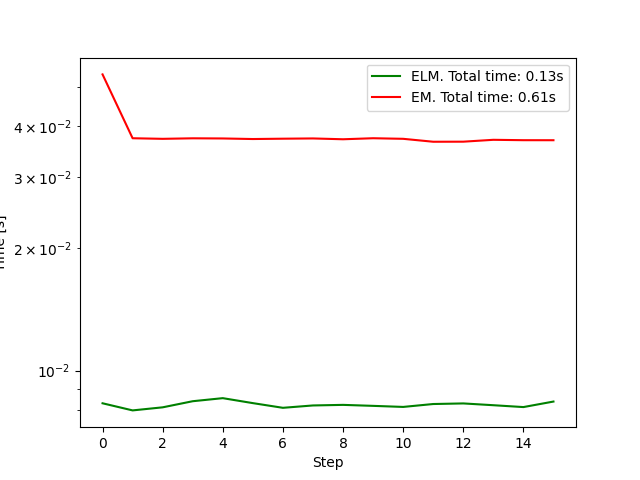 ELM. Total time: 0.13s
EM. Total time: 0.61s
4 × 10⁻²
3 × 10⁻²
2 × 10⁻²
10⁻²
[s]
0 2 4 6 8 10 12 14
Step